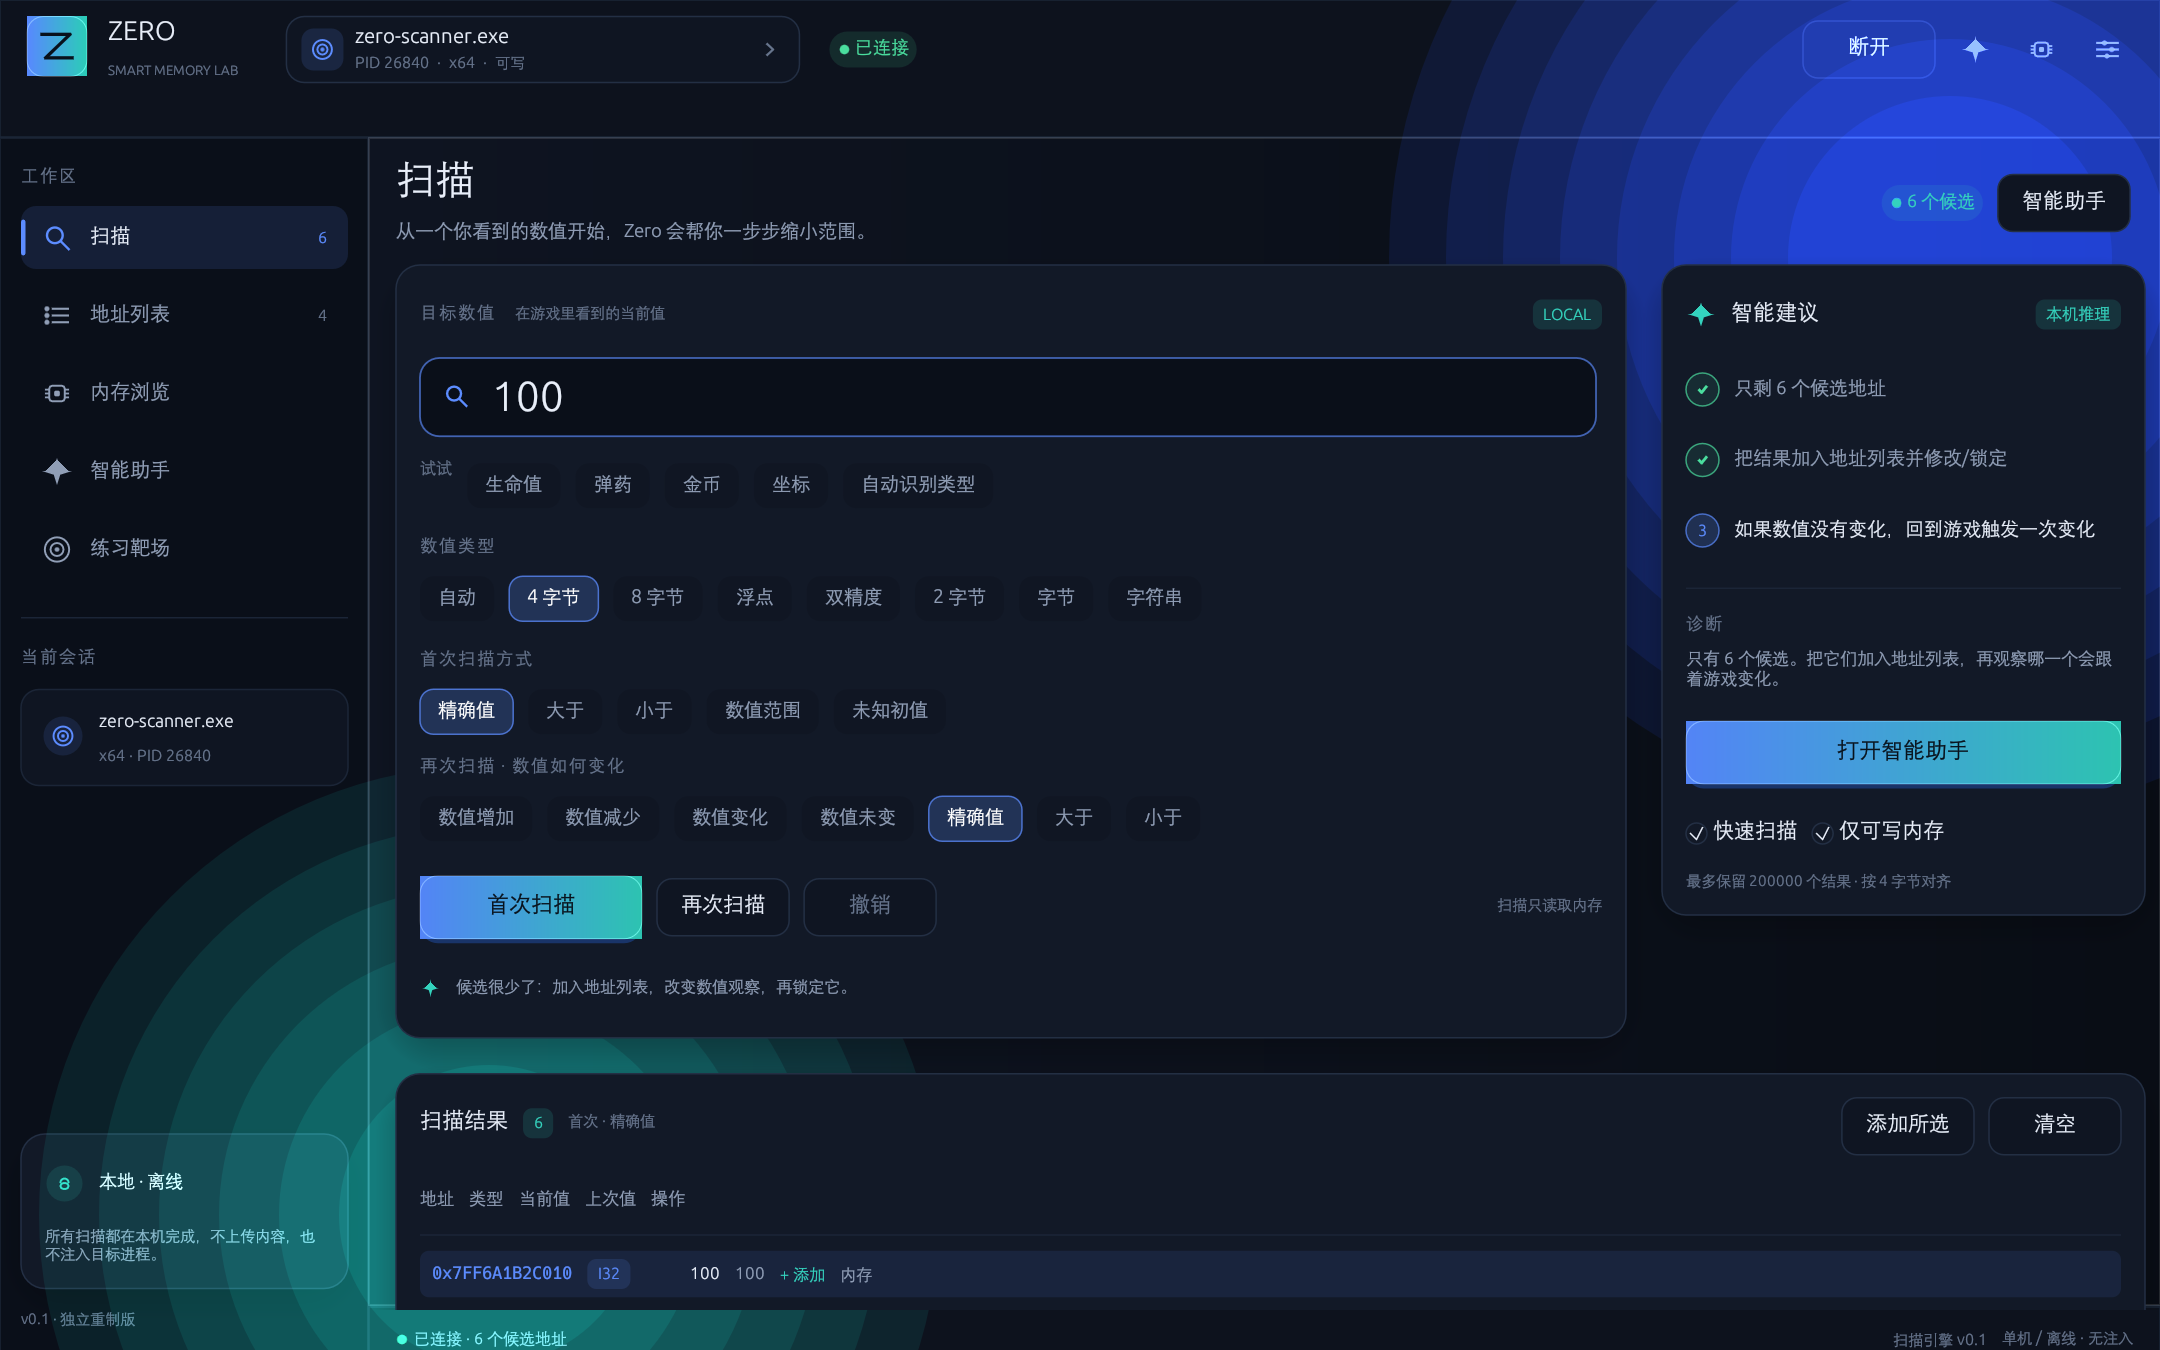 ZERO
SMART MEMORY LAB
zero-scanner.exe
PID 26840 · x64 · 可写
已连接
断开
工作区
扫描 6
地址列表 4
内存浏览
智能助手
练习靶场
当前会话
zero-scanner.exe
x64 · PID 26840
本地 · 离线
所有扫描都在本机完成，不上传内容，也
不注入目标进程。
v0.1 · 独立重制版
扫描
从一个你看到的数值开始，Zero 会帮你一步步缩小范围。
6 个候选
智能助手
目标数值 在游戏里看到的当前值
LOCAL
100
试试 生命值 弹药 金币 坐标 自动识别类型
数值类型
自动 4 字节 8 字节 浮点 双精度 2 字节 字节 字符串
首次扫描方式
精确值 大于 小于 数值范围 未知初值
再次扫描 · 数值如何变化
数值增加 数值减少 数值变化 数值未变 精确值 大于 小于
首次扫描 再次扫描 撤销
扫描只读取内存
候选很少了：加入地址列表，改变数值观察，再锁定它。
智能建议
本机推理
只剩 6 个候选地址
把结果加入地址列表并修改/锁定
3 如果数值没有变化，回到游戏触发一次变化
诊断
只有 6 个候选。把它们加入地址列表，再观察哪一个会跟
着游戏变化。
打开智能助手
快速扫描 仅可写内存
最多保留 200000 个结果 · 按 4 字节对齐
扫描结果 6 首次 · 精确值
添加所选 清空
地址 类型 当前值 上次值 操作
0x7FF6A1B2C010 I32 100 100 + 添加 内存
已连接 · 6 个候选地址
扫描引擎 v0.1 单机 / 离线 · 无注入